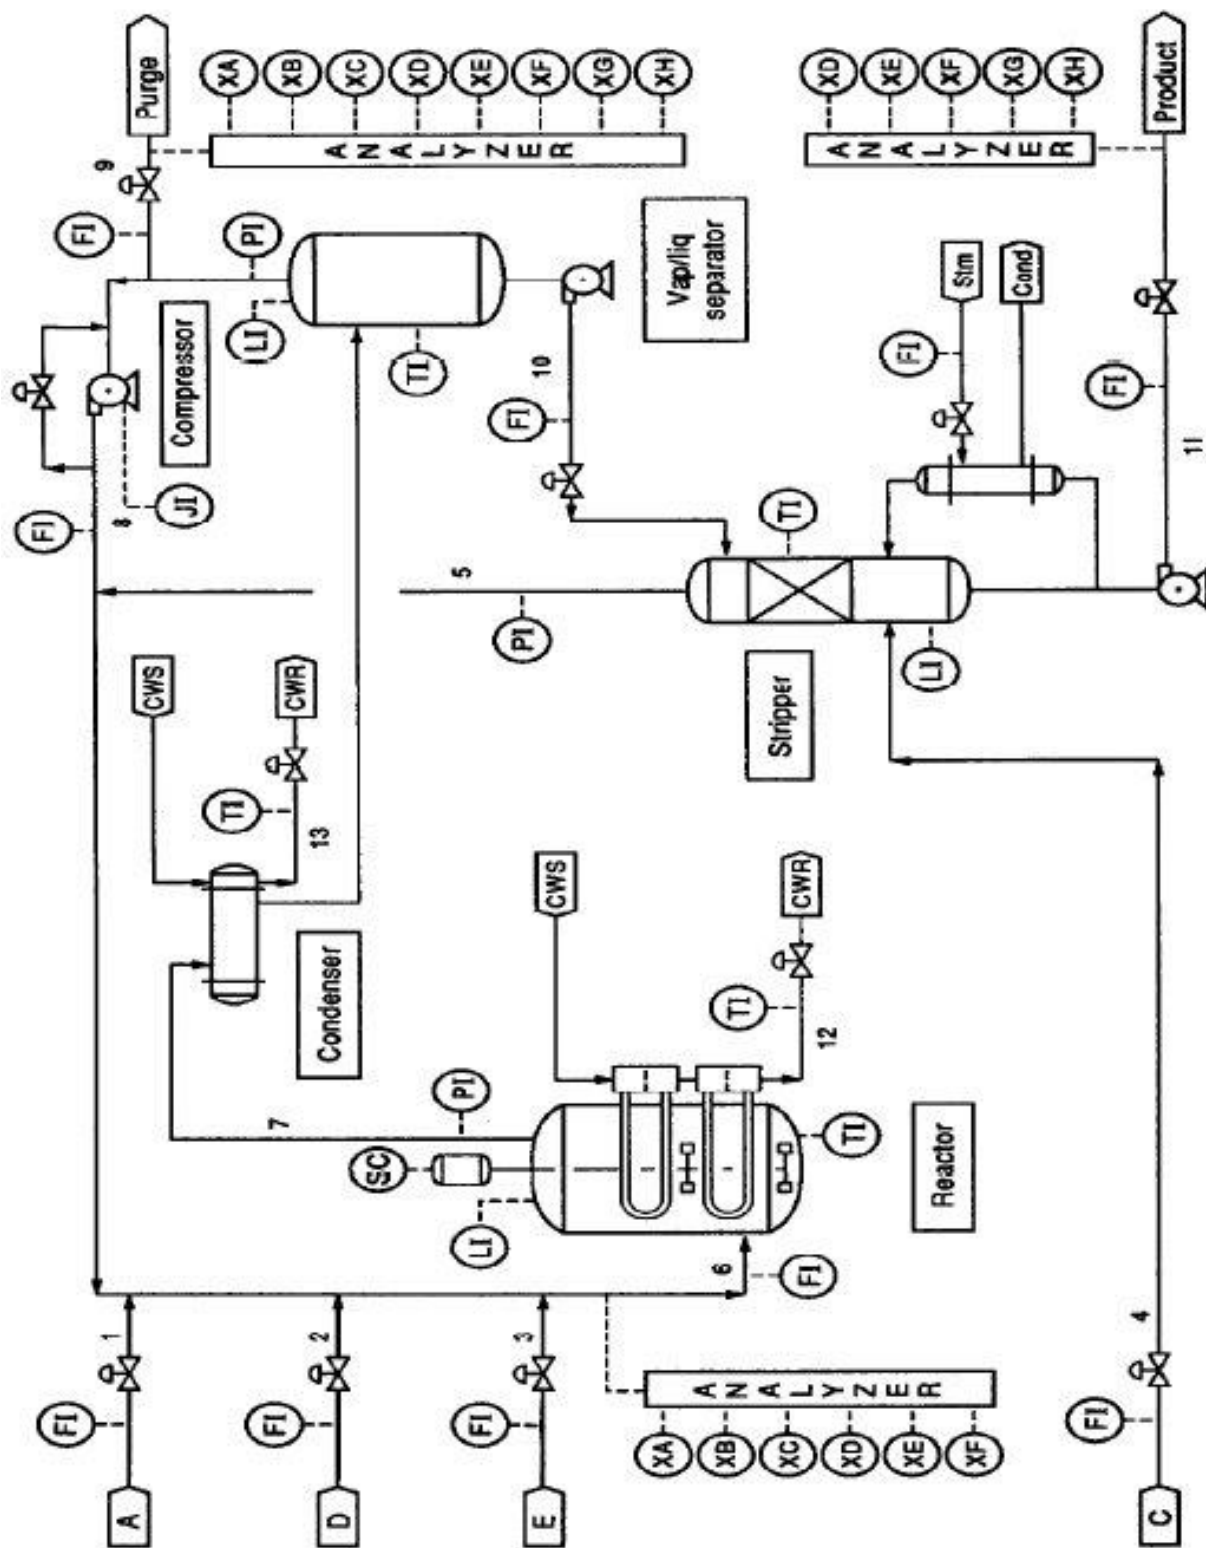 A
FI
1
D
FI
2
E
FI
3
C
FI
4
ANALYZER
XA
XB
XC
XD
XE
XF
6
FI
LI
SC
PI
7
TI
Reactor
CWS
TI
12
CWR
Condenser
CWS
TI
13
CWR
FI
8
JI
Compressor
5
PI
Stripper
TI
LI
LI
PI
TI
Vap/liq
separator
10
FI
FI
9
Purge
ANALYZER
XA
XB
XC
XD
XE
XF
XG
XH
FI
Stm
Cond
FI
11
Product
ANALYZER
XD
XE
XF
XG
XH